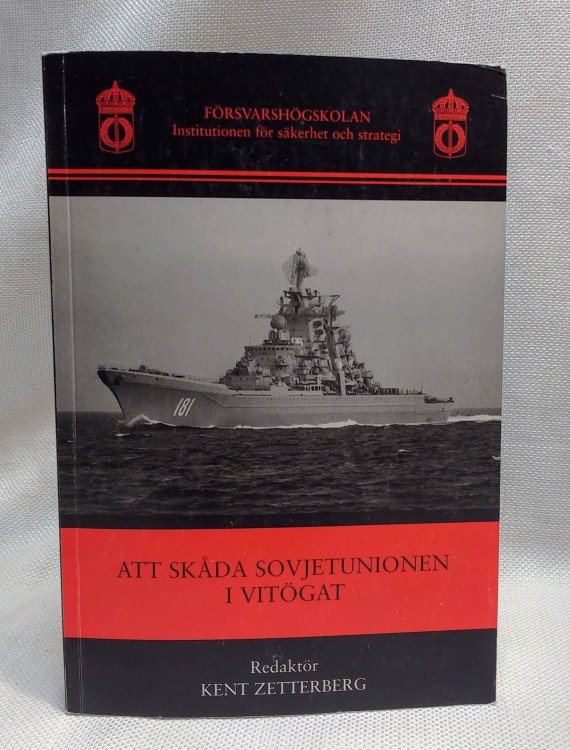 FÖRSVARSHÖGSKOLAN
Institutionen för säkerhet och strategi
181
ATT SKÅDA SOVJETUNIONEN
I VITÖGAT
Redaktör
KENT ZETTERBERG